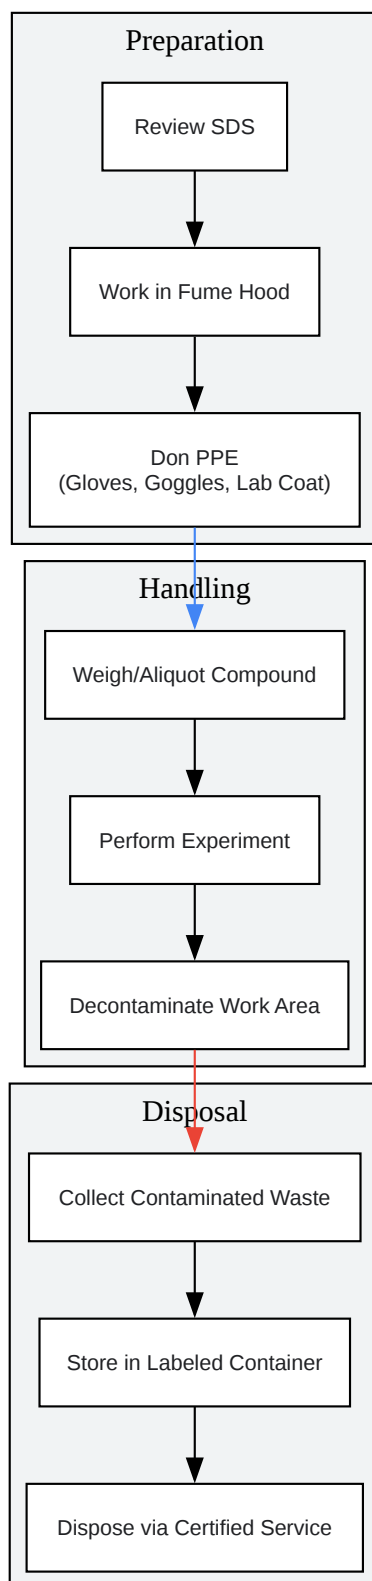 Preparation
Review SDS
Work in Fume Hood
Don PPE
(Gloves, Goggles, Lab Coat)
Handling
Weigh/Aliquot Compound
Perform Experiment
Decontaminate Work Area
Disposal
Collect Contaminated Waste
Store in Labeled Container
Dispose via Certified Service